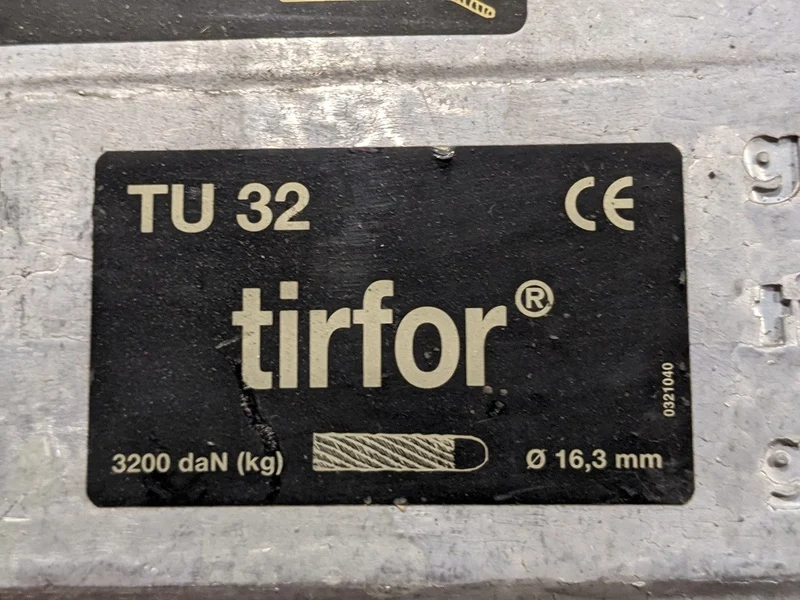 TU 32
CE
tirfor®
0321040
3200 daN (kg)
Ø 16,3 mm
g
g